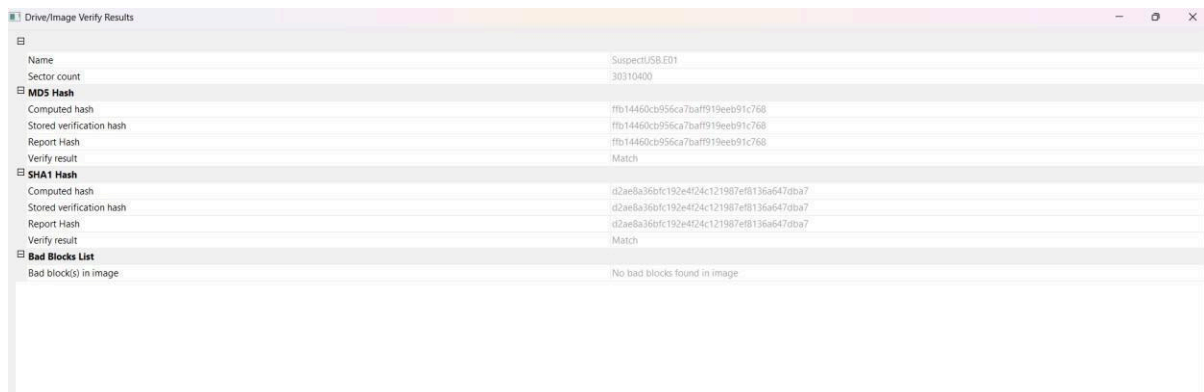 Drive/Image Verify Results
Name SuspectUSB.E01
Sector count 30310400
MD5 Hash
Computed hash ffb14460cb956ca7baff919eeb91c768
Stored verification hash ffb14460cb956ca7baff919eeb91c768
Report Hash ffb14460cb956ca7baff919eeb91c768
Verify result Match
SHA1 Hash
Computed hash d2ae8a36bfc192e4f24c121987ef8136a647dba7
Stored verification hash d2ae8a36bfc192e4f24c121987ef8136a647dba7
Report Hash d2ae8a36bfc192e4f24c121987ef8136a647dba7
Verify result Match
Bad Blocks List
Bad block(s) in image No bad blocks found in image